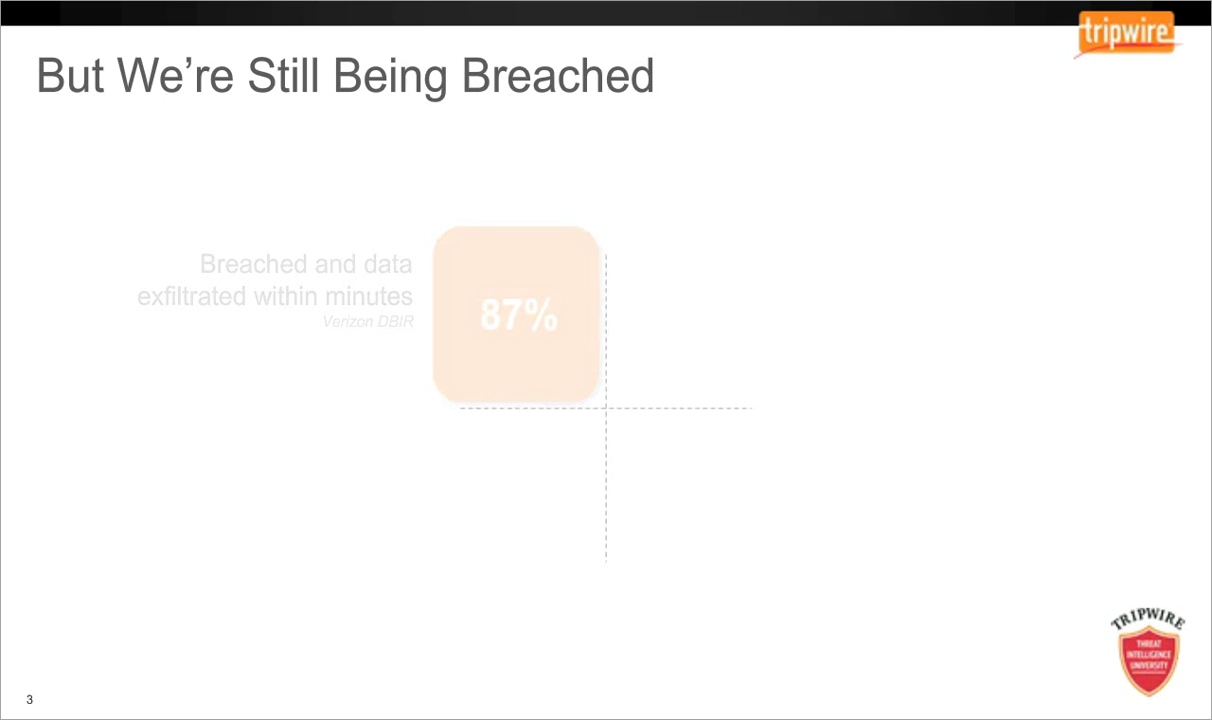 tripwire
But We're Still Being Breached
Breached and data
exfiltrated within minutes
Verizon DBIR
87%
TRIPWIRE
THREAT
INTELLIGENCE
UNIVERSITY
3